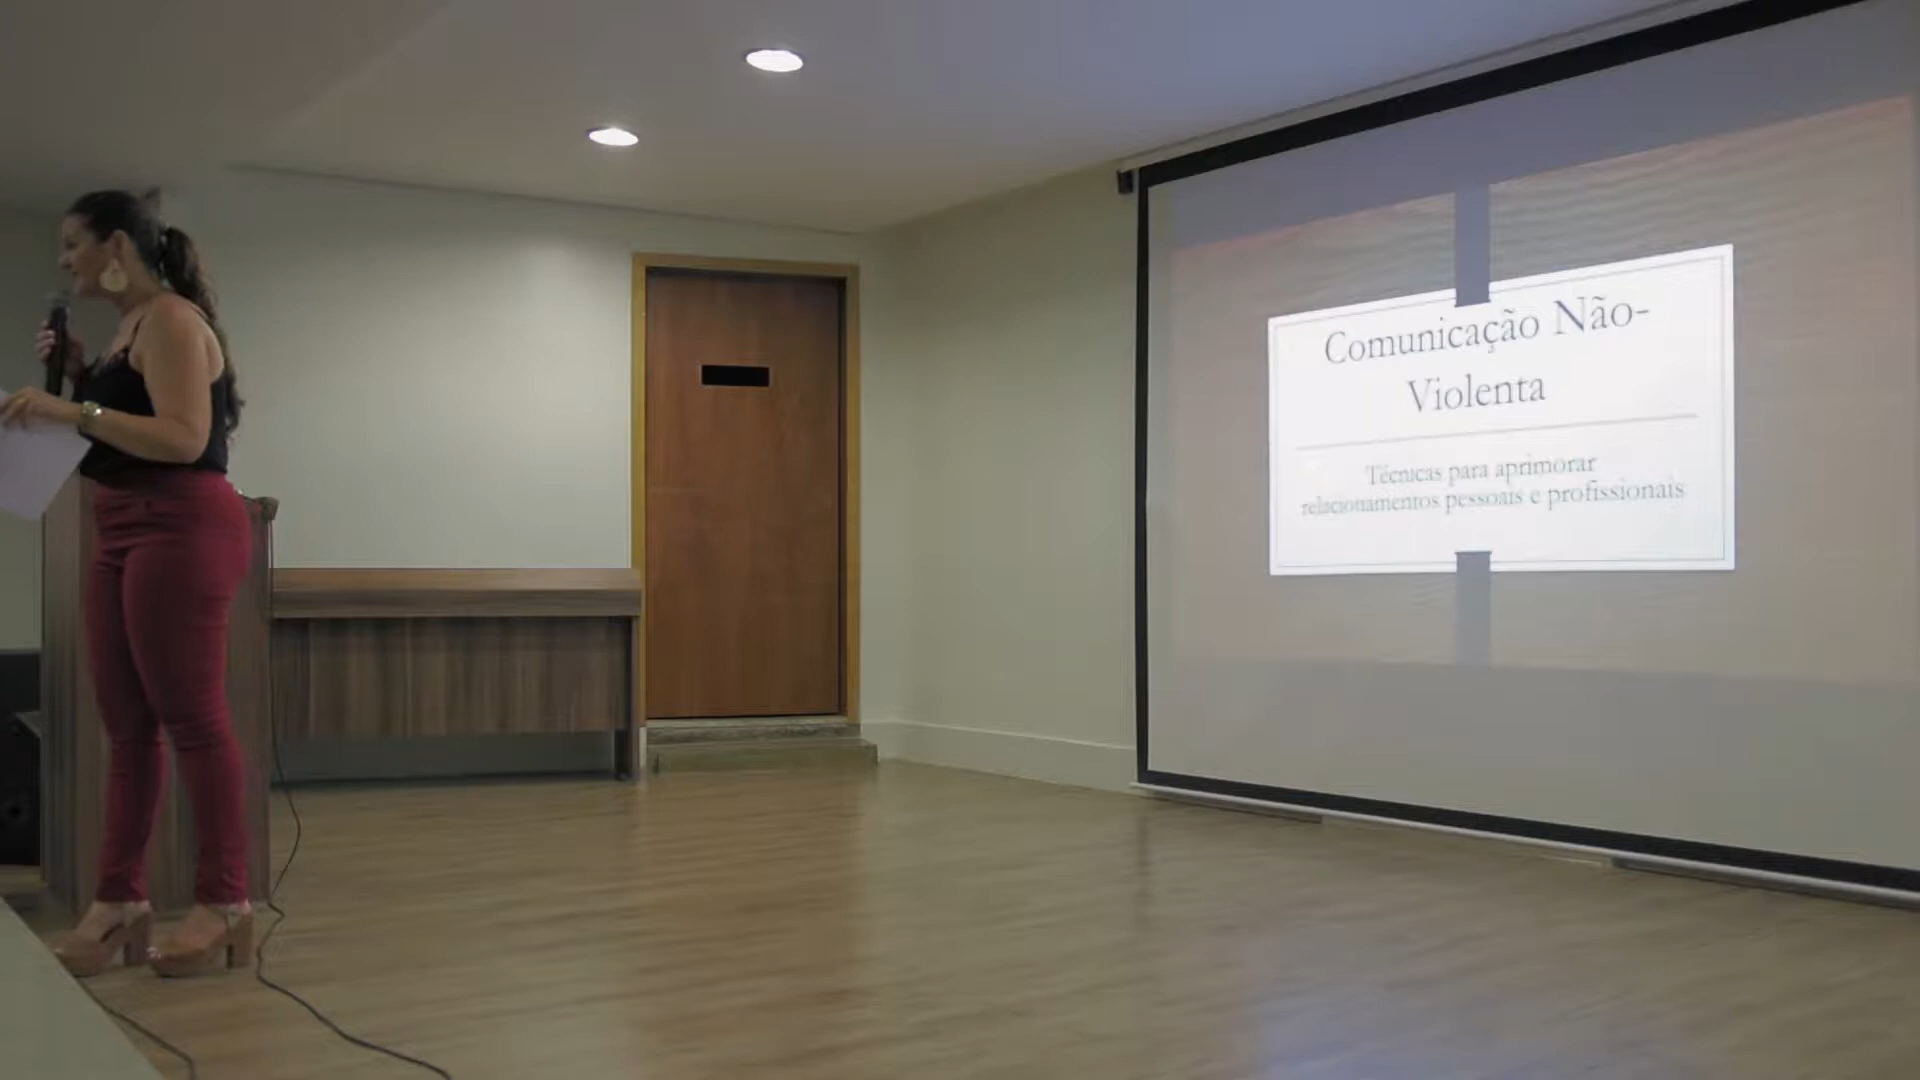 Comunicação Não-
Violenta
Técnicas para aprimorar
relacionamentos pessoais e profissionais